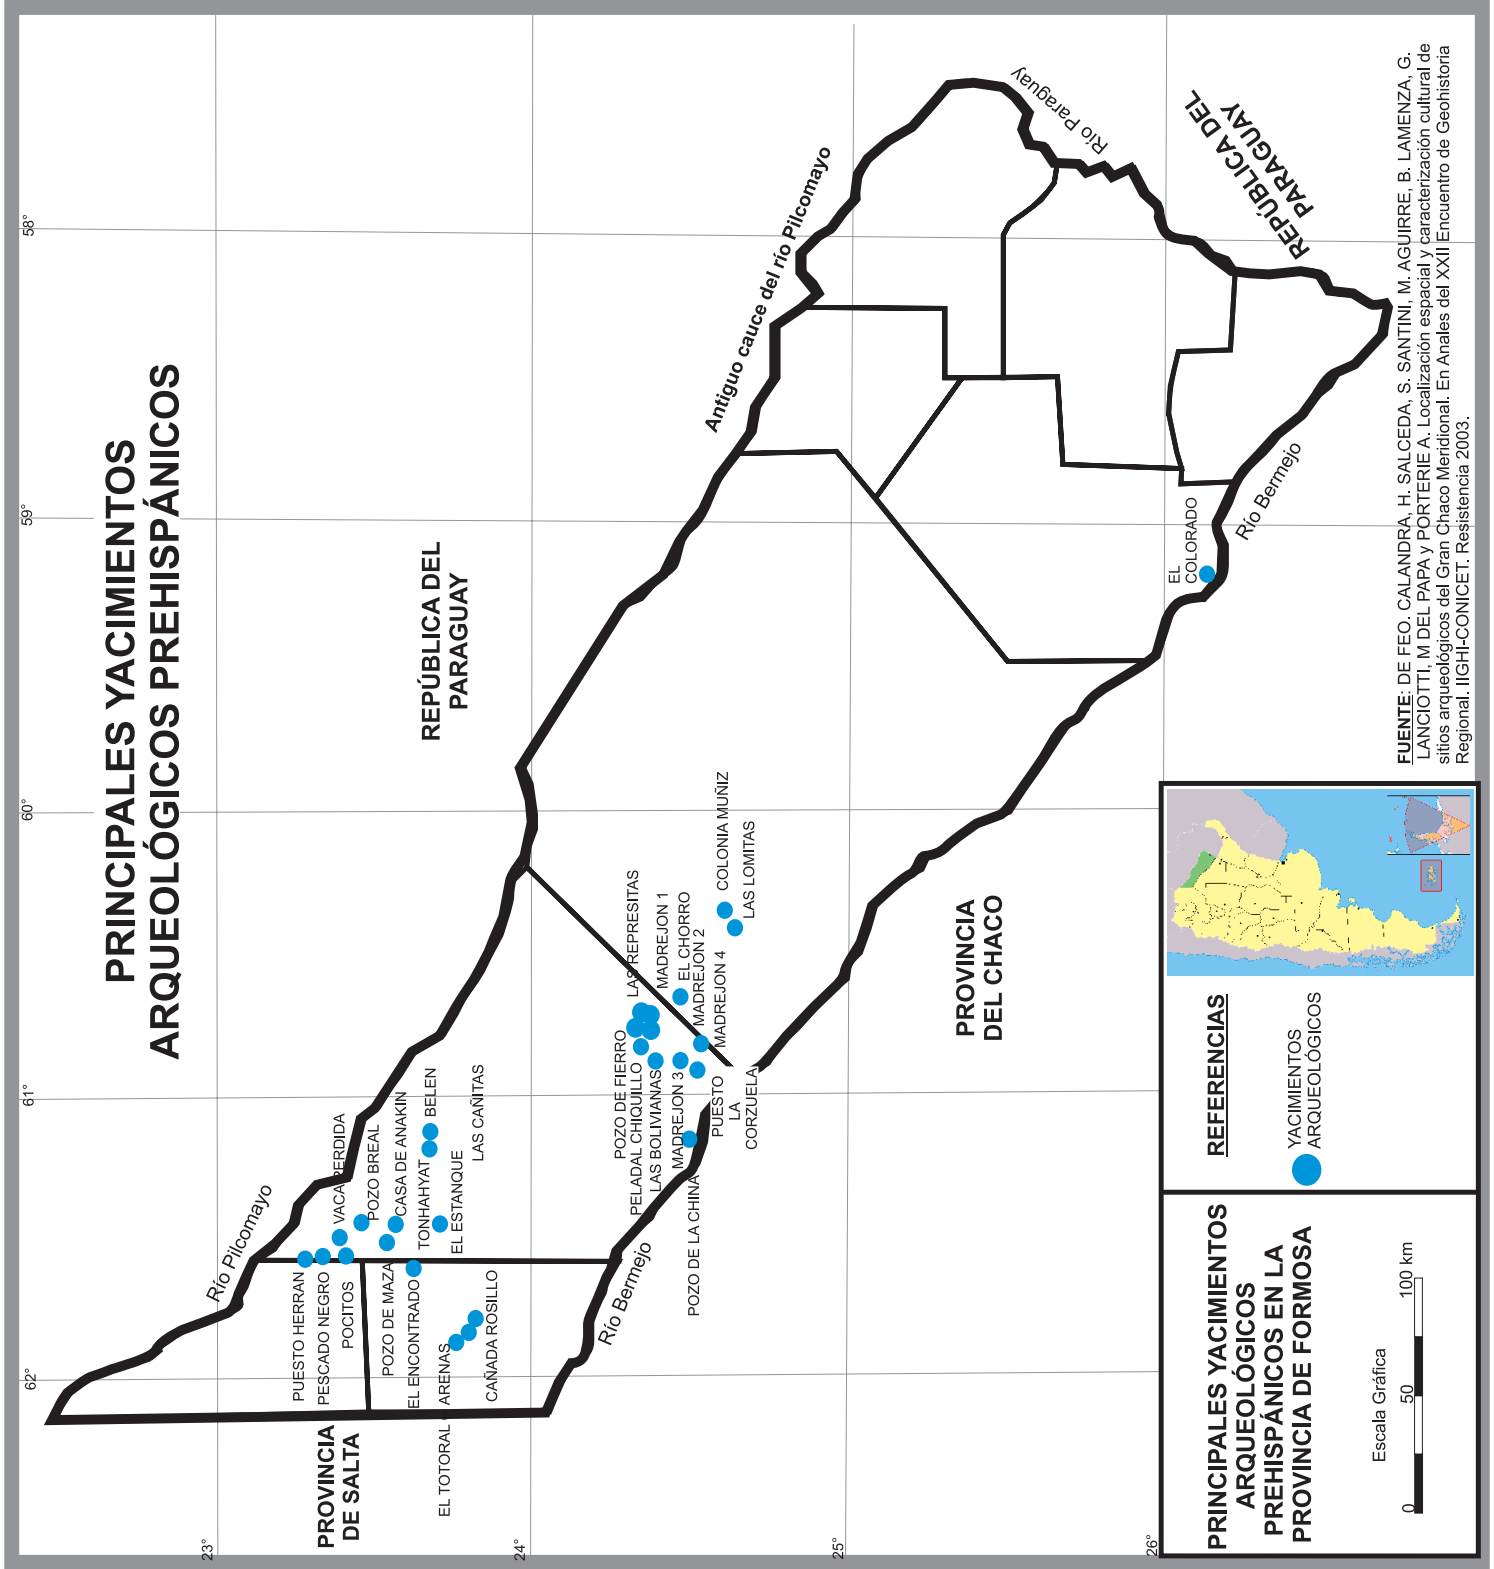 PRINCIPALES YACIMIENTOS
ARQUEOLÓGICOS PREHISPÁNICOS
62°
61°
60°
59°
58°
23°
24°
25°
26°
REPÚBLICA DEL
PARAGUAY
Antiguo cauce del río Pilcomayo
Río Paraguay
REPÚBLICA DEL
PARAGUAY
Río Pilcomayo
PROVINCIA
DE SALTA
Río Bermejo
PROVINCIA
DEL CHACO
Río Bermejo
PUESTO HERRAN
PESCADO NEGRO
POCITOS
VACA PERDIDA
POZO BREAL
CASA DE ANAKIN
POZO DE MAZA
EL ENCONTRADO
TONHAHYAT
BELEN
EL ESTANQUE
LAS CAÑITAS
EL TOTORAL
ARENAS
CAÑADA ROSILLO
POZO DE FIERRO
PELADAL CHIQUILLO
LAS BOLIVIANAS
MADREJON 3
POZO DE LA CHINA
LAS REPRESITAS
MADREJON 1
EL CHORRO
MADREJON 2
MADREJON 4
PUESTO
LA
CORZUELA
COLONIA MUÑIZ
LAS LOMITAS
EL
COLORADO
PRINCIPALES YACIMIENTOS
ARQUEOLÓGICOS
PREHISPÁNICOS EN LA
PROVINCIA DE FORMOSA
Escala Gráfica
0 50 100 km
REFERENCIAS
YACIMIENTOS
ARQUEOLÓGICOS
FUENTE: DE FEO. CALANDRA, H. SALCEDA, S. SANTINI, M. AGUIRRE, B. LAMENZA, G.
LANCIOTTI, M DEL PAPA y PORTERIE A. Localización espacial y caracterización cultural de
sitios arqueológicos del Gran Chaco Meridional. En Anales del XXII Encuentro de Geohistoria
Regional. IIGHI-CONICET. Resistencia 2003.